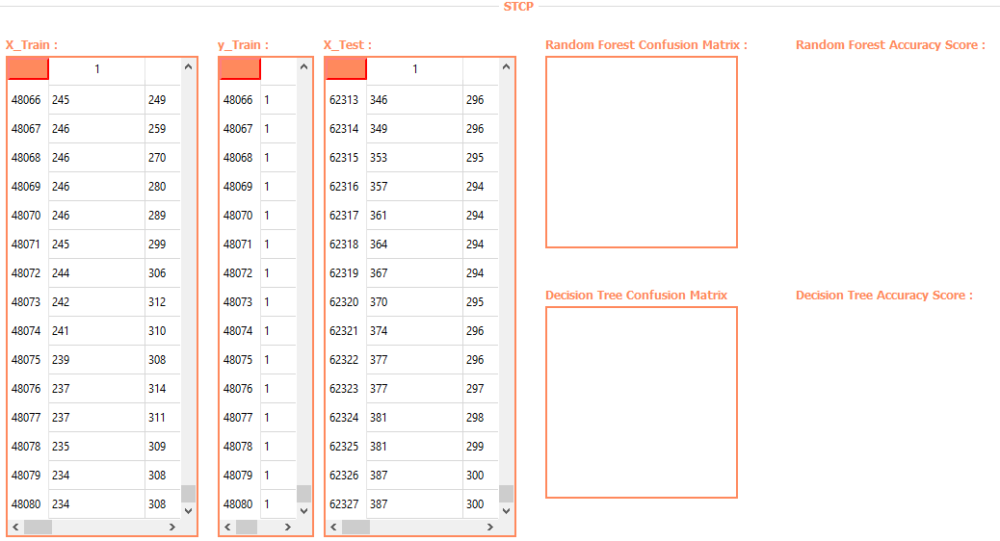 STCP
X_Train : y_Train : X_Test : Random Forest Confusion Matrix : Random Forest Accuracy Score :
1 1
48066 245 249 48066 1 62313 346 296
48067 246 259 48067 1 62314 349 296
48068 246 270 48068 1 62315 353 295
48069 246 280 48069 1 62316 357 294
48070 246 289 48070 1 62317 361 294
48071 245 299 48071 1 62318 364 294
48072 244 306 48072 1 62319 367 294
48073 242 312 48073 1 62320 370 295
Decision Tree Confusion Matrix Decision Tree Accuracy Score :
48074 241 310 48074 1 62321 374 296
48075 239 308 48075 1 62322 377 296
48076 237 314 48076 1 62323 377 297
48077 237 311 48077 1 62324 381 298
48078 235 309 48078 1 62325 381 299
48079 234 308 48079 1 62326 387 300
48080 234 308 48080 1 62327 387 300